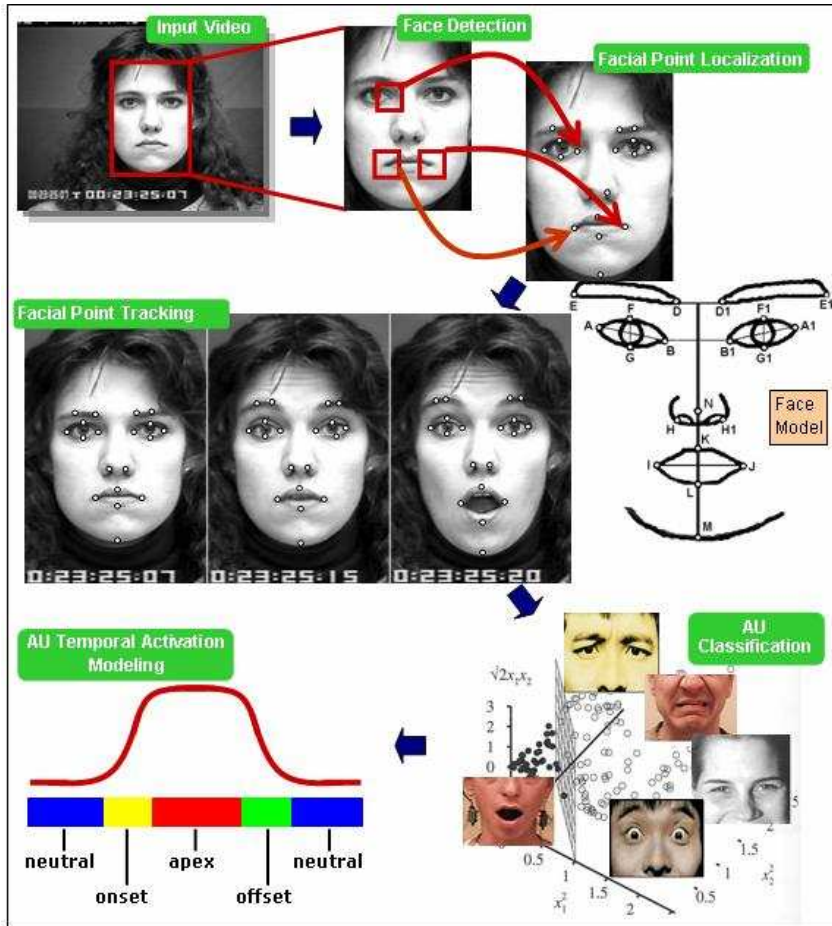 Input Video
Face Detection
Facial Point Localization
T 00:23:25:07
Facial Point Tracking
E
F
D
D1
F1
E1
A
B
B1
A1
G
G1
N
H
H1
K
I
J
L
M
Face
Model
0:23:25:07
0:23:25:15
0:23:25:20
AU Temporal Activation
Modeling
AU
Classification
√2x₁x₂
3
2
1
0
0.5
1
1.5
2
x₁²
0.5
1
1.5
2
x₂²
neutral
apex
neutral
onset
offset